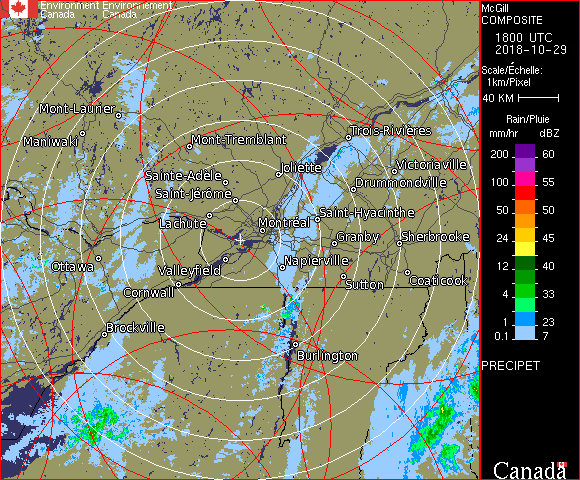 Environment Environnement
Canada Canada
McGill
COMPOSITE
1800 UTC
2018-10-29
Scale/Échelle:
1km/Pixel
40 KM
Rain/Pluie
mm/hr dBZ
200 60
100 55
50 50
24 45
12 40
4 33
1 23
0.1 7
PRECIPET
Canada
Mont-Laurier
Maniwaki
Mont-Tremblant
Trois-Rivières
Sainte-Adèle
Joliette
Victoriaville
Saint-Jérôme
Drummondville
Lachute
Montréal
Saint-Hyacinthe
Granby
Sherbrooke
Ottawa
Valleyfield
Napierville
Cornwall
Sutton
Coaticook
Brockville
Burlington